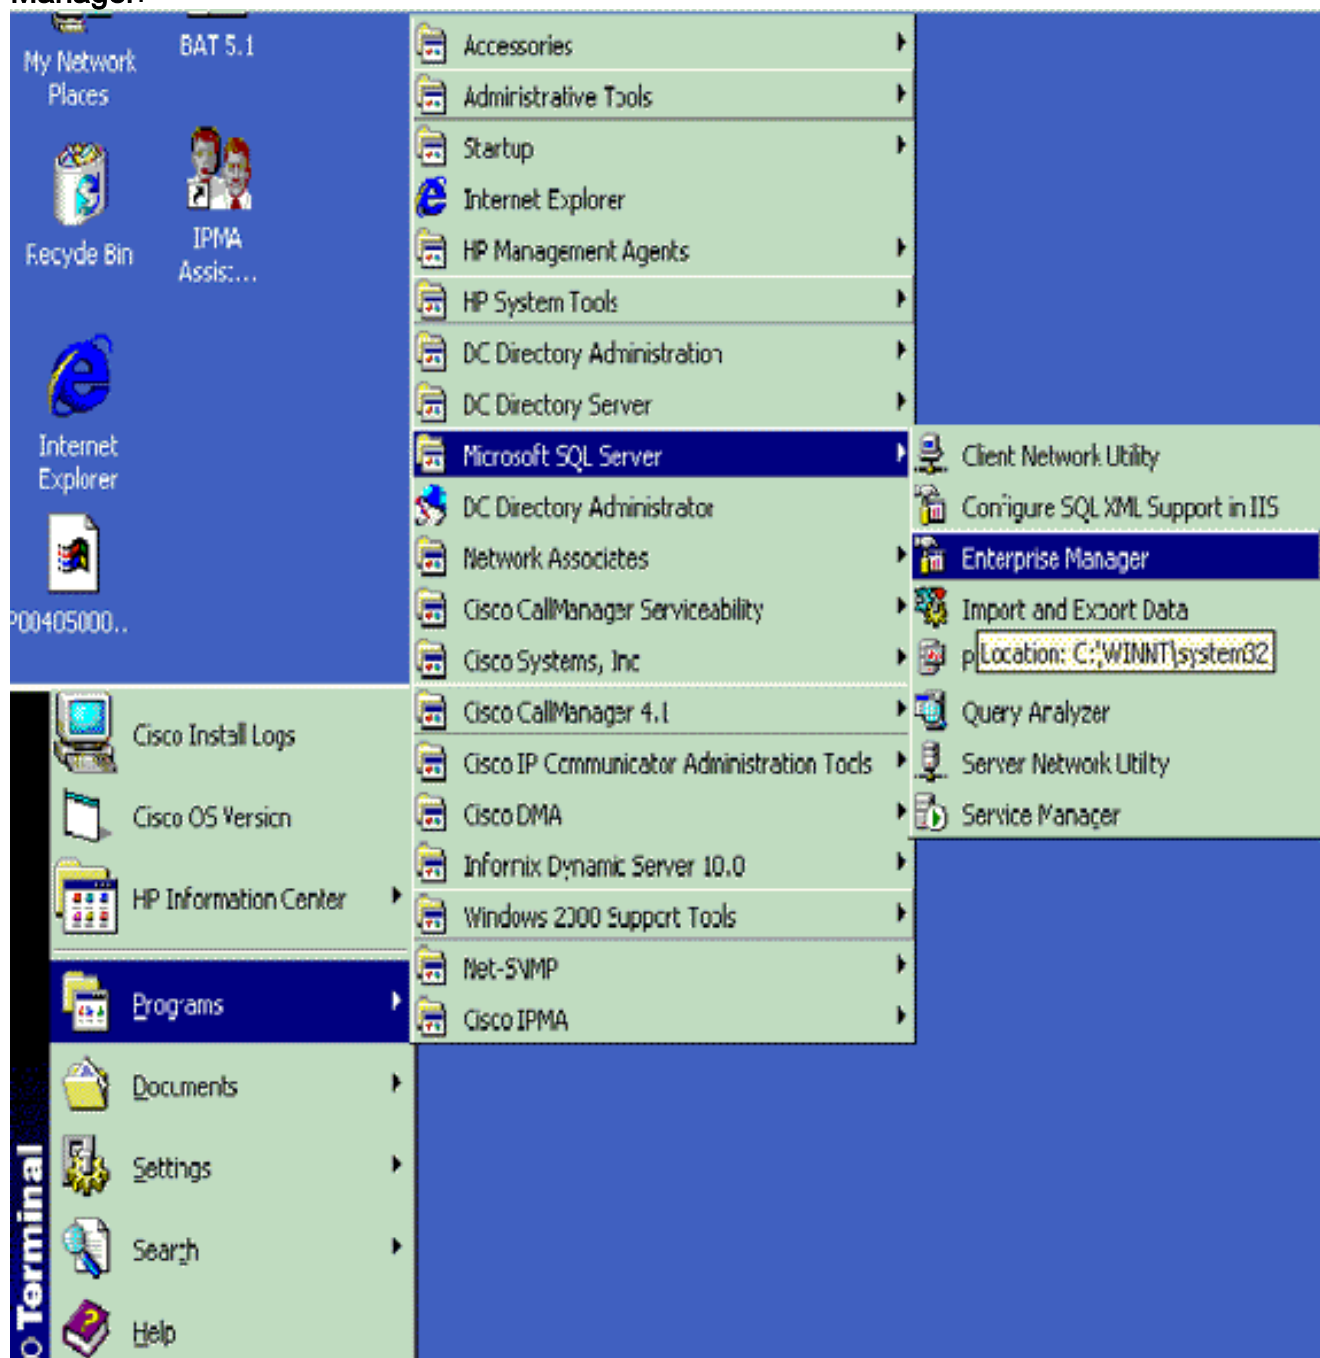 Manager.
My Network
Places
BAT 5.1
Recycle Bin
IPMA
Assist...
Internet
Explorer
P00405000..
Accessories
Administrative Tools
Startup
Internet Explorer
HP Management Agents
HP System Tools
DC Directory Administration
DC Directory Server
Microsoft SQL Server
DC Directory Administrator
Network Associates
Cisco CallManager Serviceability
Cisco Systems, Inc
Cisco CallManager 4.1
Cisco IP Communicator Administration Tools
Cisco DMA
Informix Dynamic Server 10.0
Windows 2000 Support Tools
Net-SNMP
Cisco IPMA
Client Network Utility
Configure SQL XML Support in IIS
Enterprise Manager
Import and Export Data
P
Location: C:\WINNT\system32
Query Analyzer
Server Network Utility
Service Manager
Cisco Install Logs
Cisco OS Version
HP Information Center
Programs
Documents
Settings
Search
Help
o Terminal